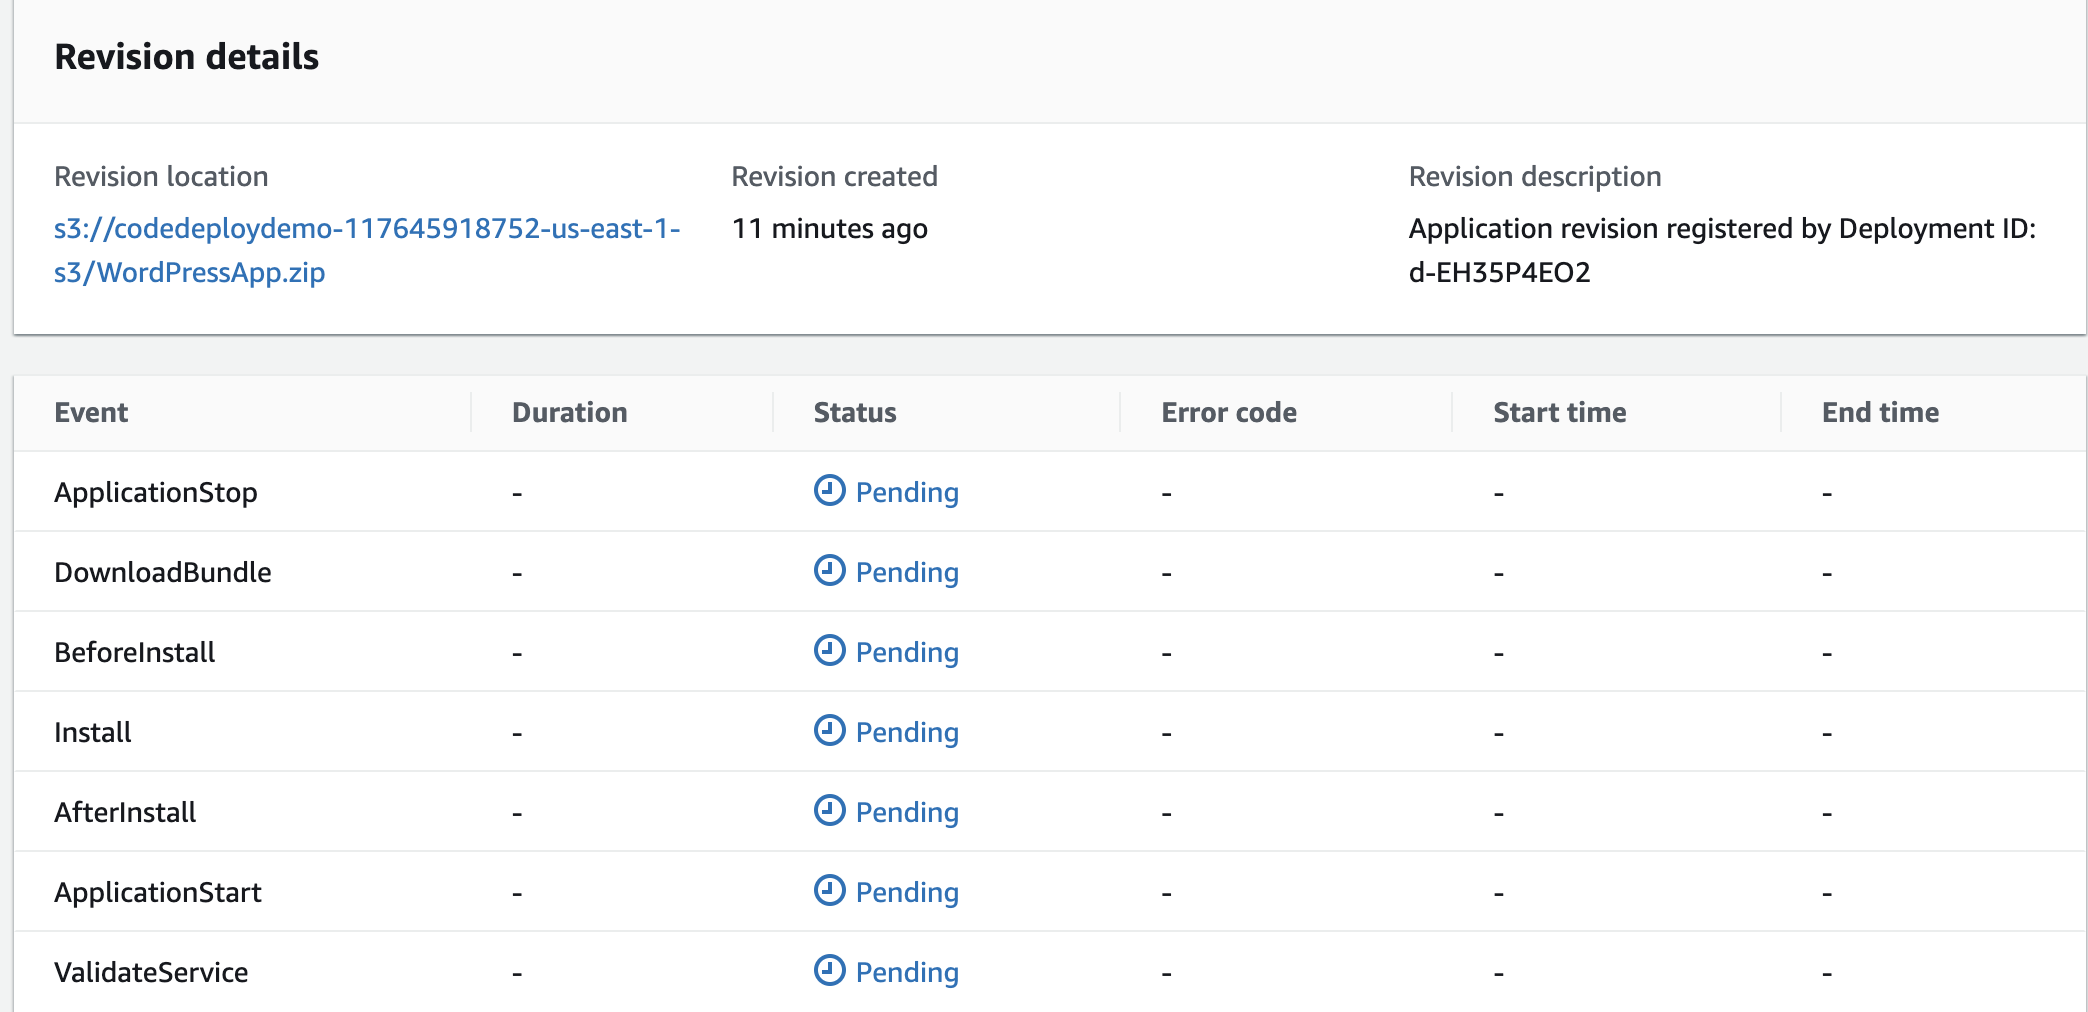 Revision details
Revision location Revision created Revision description
s3://codedeploydemo-117645918752-us-east-1- 11 minutes ago Application revision registered by Deployment ID:
s3/WordPressApp.zip d-EH35P4EO2
Event Duration Status Error code Start time End time
ApplicationStop - Pending - - -
DownloadBundle - Pending - - -
BeforeInstall - Pending - - -
Install - Pending - - -
AfterInstall - Pending - - -
ApplicationStart - Pending - - -
ValidateService - Pending - - -